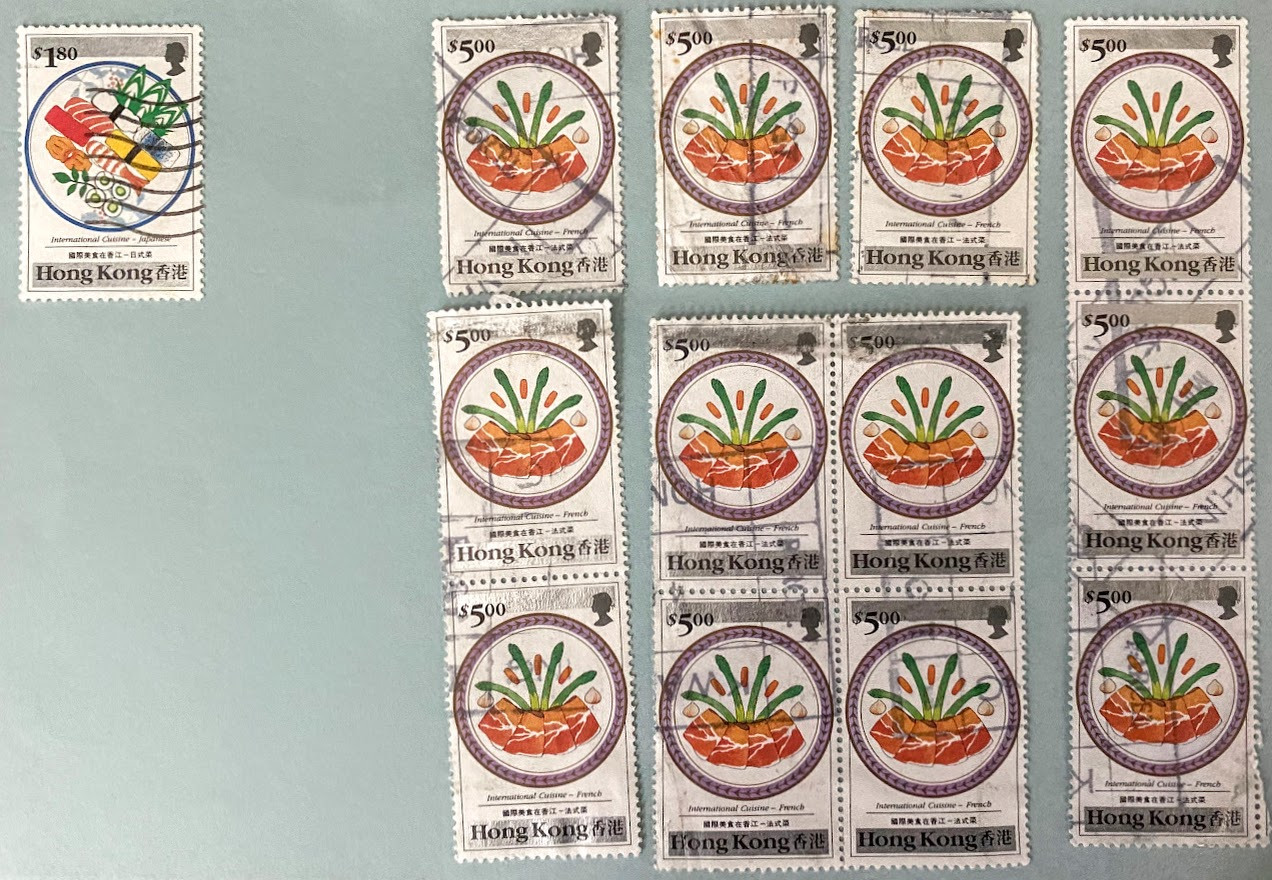 $1.80
International Cuisine – Japanese
國際美食在香江－日式菜
Hong Kong 香港
$5.00
International Cuisine – French
國際美食在香江－法式菜
Hong Kong 香港
$5.00
International Cuisine – French
國際美食在香江－法式菜
Hong Kong 香港
$5.00
International Cuisine – French
國際美食在香江－法式菜
Hong Kong 香港
$5.00
International Cuisine – French
國際美食在香江－法式菜
Hong Kong 香港
$5.00
International Cuisine – French
國際美食在香江－法式菜
Hong Kong 香港
$5.00
International Cuisine – French
國際美食在香江－法式菜
Hong Kong 香港
$5.00
International Cuisine – French
國際美食在香江－法式菜
Hong Kong 香港
$5.00
International Cuisine – French
國際美食在香江－法式菜
Hong Kong 香港
$5.00
International Cuisine – French
國際美食在香江－法式菜
Hong Kong 香港
$5.00
International Cuisine – French
國際美食在香江－法式菜
Hong Kong 香港
$5.00
International Cuisine – French
國際美食在香江－法式菜
Hong Kong 香港
$5.00
International Cuisine – French
國際美食在香江－法式菜
Hong Kong 香港